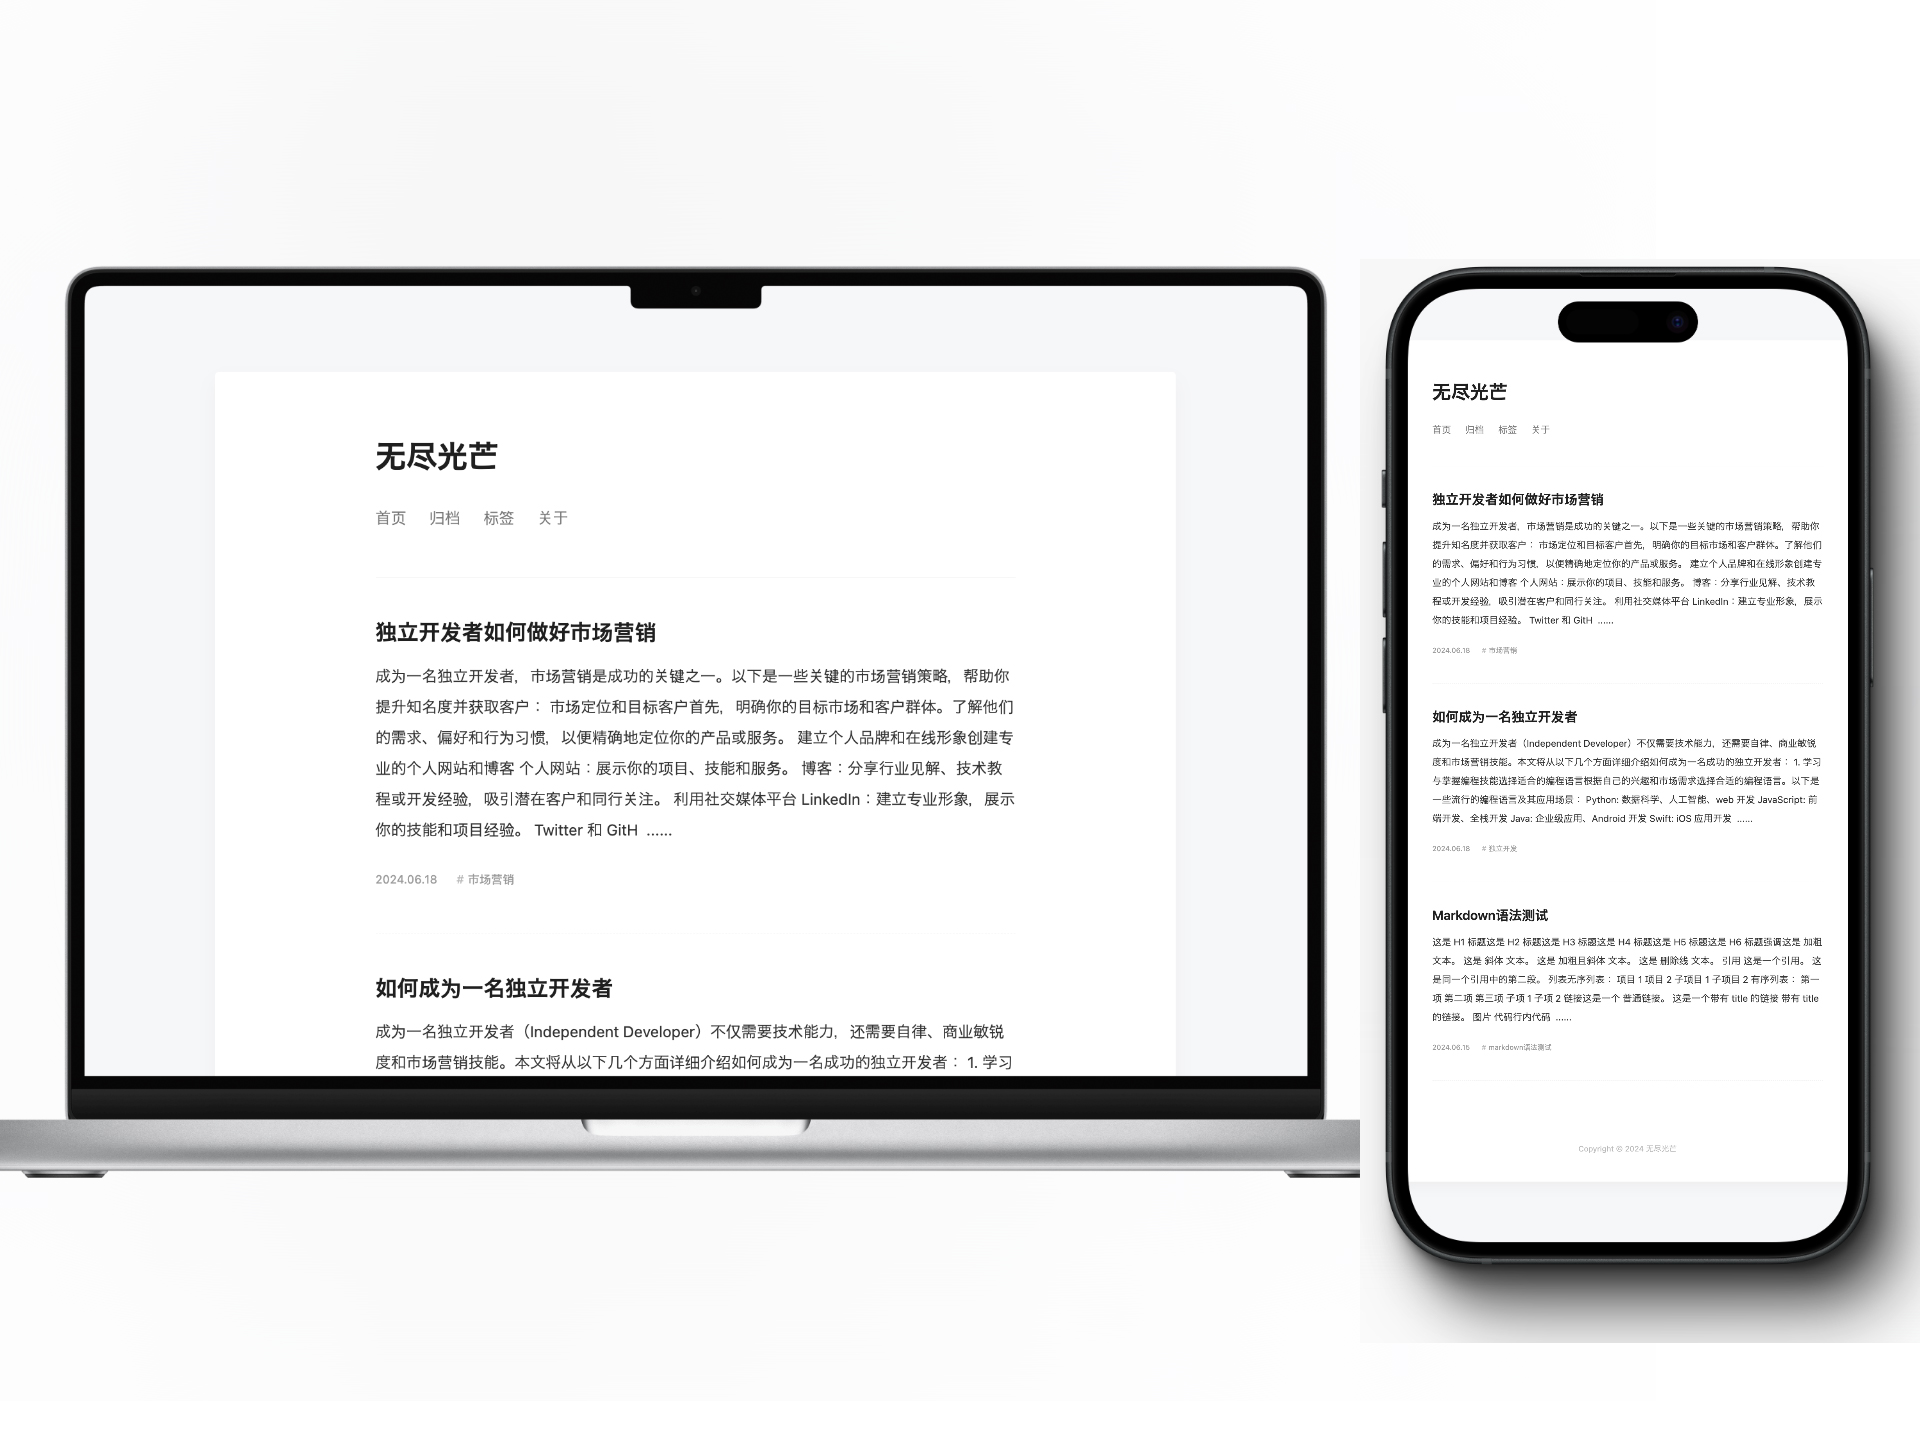 无尽光芒
首页 归档 标签 关于
独立开发者如何做好市场营销
成为一名独立开发者，市场营销是成功的关键之一。以下是一些关键的市场营销策略，帮助你
提升知名度并获取客户： 市场定位和目标客户首先，明确你的目标市场和客户群体。了解他们
的需求、偏好和行为习惯，以便精确地定位你的产品或服务。 建立个人品牌和在线形象创建专
业的个人网站和博客 个人网站：展示你的项目、技能和服务。 博客：分享行业见解、技术教
程或开发经验，吸引潜在客户和同行关注。 利用社交媒体平台 LinkedIn：建立专业形象，展示
你的技能和项目经验。 Twitter 和 GitH ......
2024.06.18 # 市场营销
如何成为一名独立开发者
成为一名独立开发者（Independent Developer）不仅需要技术能力，还需要自律、商业敏锐
度和市场营销技能。本文将从以下几个方面详细介绍如何成为一名成功的独立开发者： 1. 学习
无尽光芒
首页 归档 标签 关于
独立开发者如何做好市场营销
成为一名独立开发者，市场营销是成功的关键之一。以下是一些关键的市场营销策略，帮助你
提升知名度并获取客户： 市场定位和目标客户首先，明确你的目标市场和客户群体。了解他们
的需求、偏好和行为习惯，以便精确地定位你的产品或服务。 建立个人品牌和在线形象创建专
业的个人网站和博客 个人网站：展示你的项目、技能和服务。 博客：分享行业见解、技术教
程或开发经验，吸引潜在客户和同行关注。 利用社交媒体平台 LinkedIn：建立专业形象，展示
你的技能和项目经验。 Twitter 和 GitH ......
2024.06.18 # 市场营销
如何成为一名独立开发者
成为一名独立开发者（Independent Developer）不仅需要技术能力，还需要自律、商业敏锐
度和市场营销技能。本文将从以下几个方面详细介绍如何成为一名成功的独立开发者： 1. 学习
与掌握编程技能选择适合的编程语言根据自己的兴趣和市场需求选择合适的编程语言。以下是
一些流行的编程语言及其应用场景： Python: 数据科学、人工智能、web 开发 JavaScript: 前
端开发、全栈开发 Java: 企业级应用、Android 开发 Swift: iOS 应用开发 ......
2024.06.18 # 独立开发
Markdown语法测试
这是 H1 标题这是 H2 标题这是 H3 标题这是 H4 标题这是 H5 标题这是 H6 标题强调这是 加粗
文本。 这是 斜体 文本。 这是 加粗且斜体 文本。 这是 删除线 文本。 引用 这是一个引用。 这
是同一个引用中的第二段。 列表无序列表： 项目 1 项目 2 子项目 1 子项目 2 有序列表： 第一
项 第二项 第三项 子项 1 子项 2 链接这是一个 普通链接。 这是一个带有 title 的链接 带有 title
的链接。 图片 代码行内代码 ......
2024.06.15 # markdown语法测试
Copyright © 2024 无尽光芒